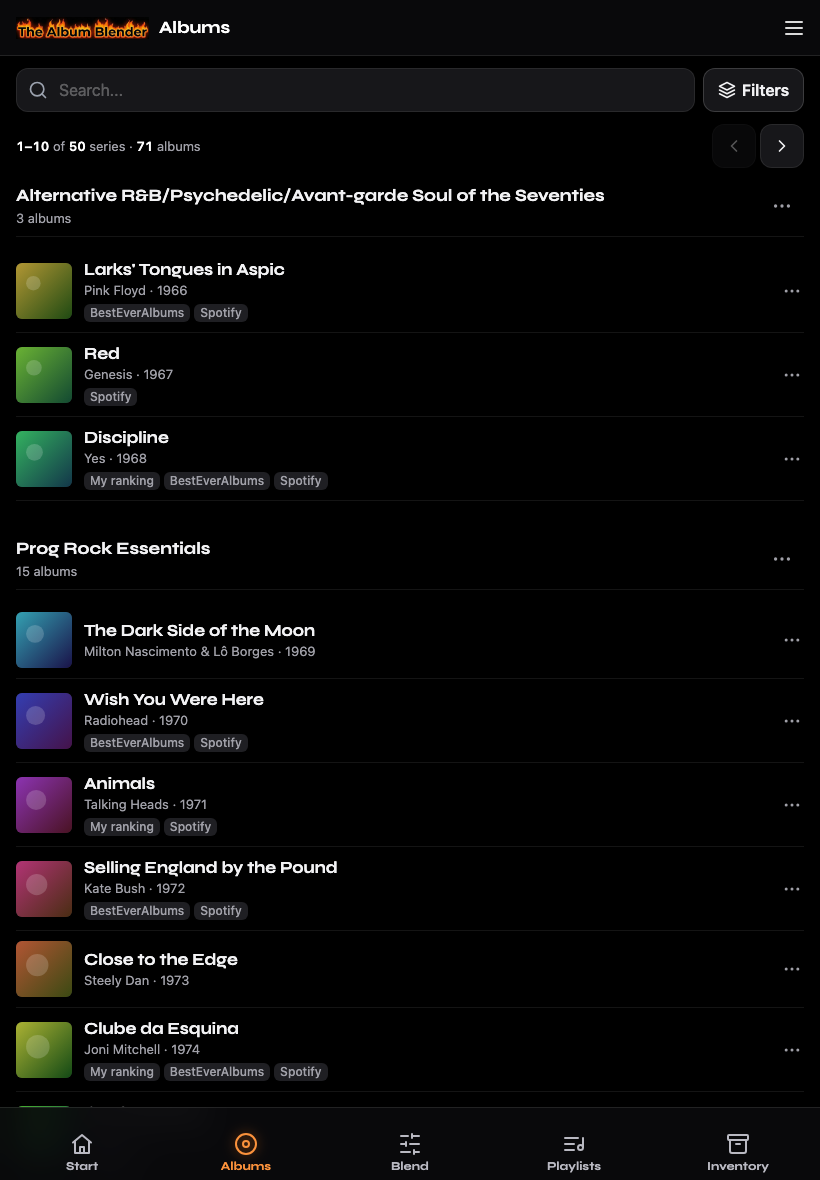 The Album Blender Albums
Search...
Filters
1–10 of 50 series · 71 albums
Alternative R&B/Psychedelic/Avant-garde Soul of the Seventies
3 albums
Larks' Tongues in Aspic
Pink Floyd · 1966
BestEverAlbums Spotify
Red
Genesis · 1967
Spotify
Discipline
Yes · 1968
My ranking BestEverAlbums Spotify
Prog Rock Essentials
15 albums
The Dark Side of the Moon
Milton Nascimento & Lô Borges · 1969
Wish You Were Here
Radiohead · 1970
BestEverAlbums Spotify
Animals
Talking Heads · 1971
My ranking Spotify
Selling England by the Pound
Kate Bush · 1972
BestEverAlbums Spotify
Close to the Edge
Steely Dan · 1973
Clube da Esquina
Joni Mitchell · 1974
My ranking BestEverAlbums Spotify
Start Albums Blend Playlists Inventory